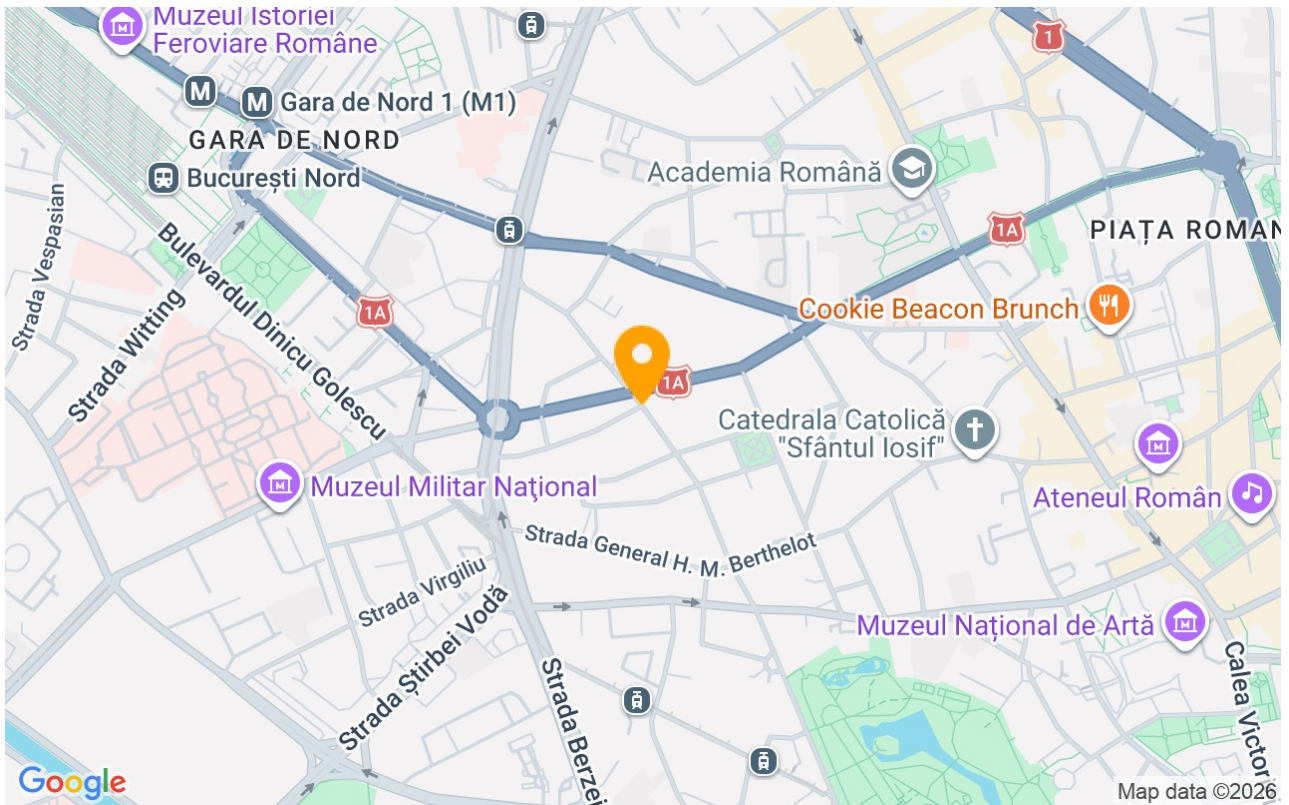 Muzeul Istoriei
Feroviare Române
M
M
Gara de Nord 1 (M1)
GARA DE NORD
București Nord
1
Academia Română
1A
PIAȚA ROMAN
Strada Vespasian
Strada Witting
Bulevardul Dinicu Golescu
1A
Cookie Beacon Brunch
1A
Catedrala Catolică
"Sfântul Iosif"
Muzeul Militar Naţional
Ateneul Român
Strada General H. M. Berthelot
Strada Virgiliu
Strada Știrbei Vodă
Muzeul Național de Artă
Strada Berzei
Calea Victor
Google
Map data ©2026